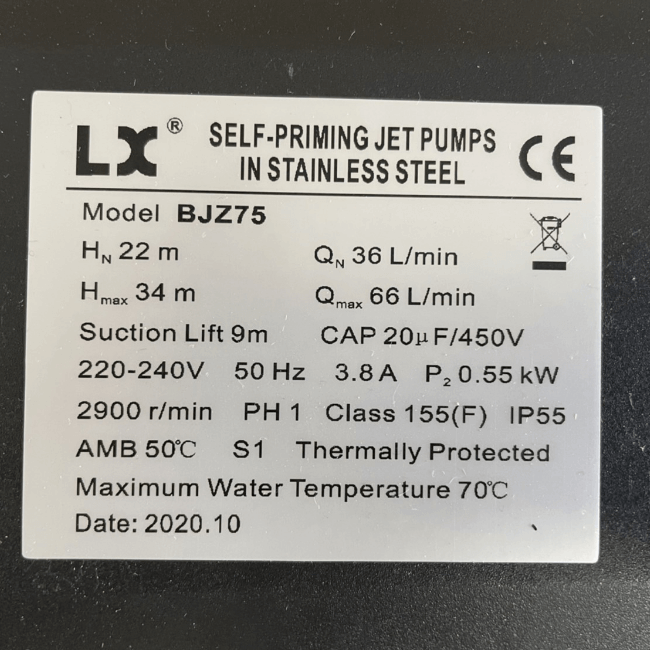 LX® SELF-PRIMING JET PUMPS
IN STAINLESS STEEL CE
Model BJZ75
HN 22 m QN 36 L/min
Hmax 34 m Qmax 66 L/min
Suction Lift 9m CAP 20μF/450V
220-240V 50 Hz 3.8 A P2 0.55 kW
2900 r/min PH 1 Class 155(F) IP55
AMB 50℃ S1 Thermally Protected
Maximum Water Temperature 70℃
Date: 2020.10